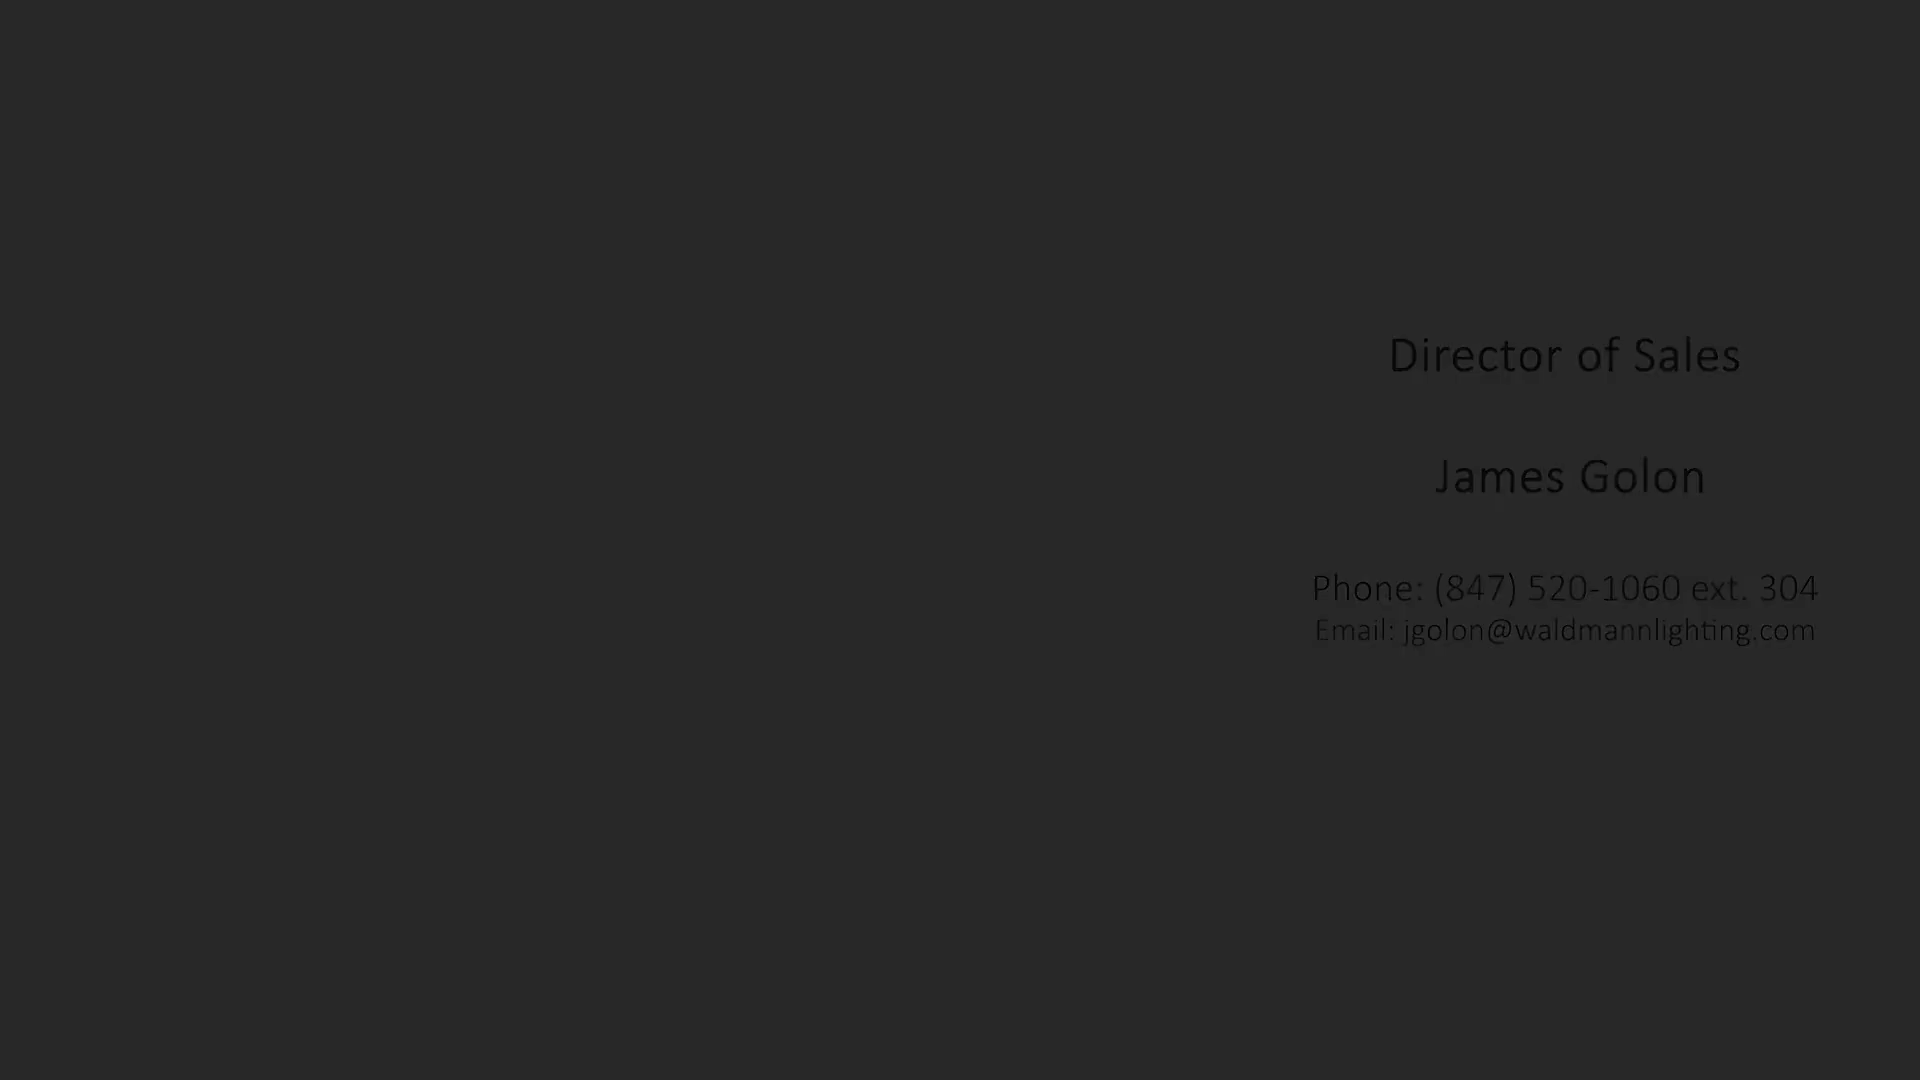 Director of Sales
James Golon
Phone: (847) 520-1060 ext. 304
Email: jgolon@waldmannlighting.com